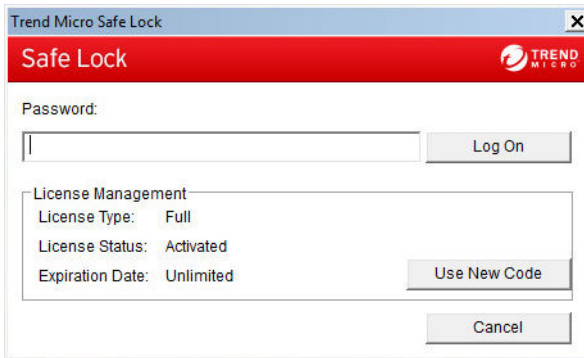 Trend Micro Safe Lock
Safe Lock
TREND
MICRO
Password:
Log On
License Management
License Type: Full
License Status: Activated
Expiration Date: Unlimited
Use New Code
Cancel